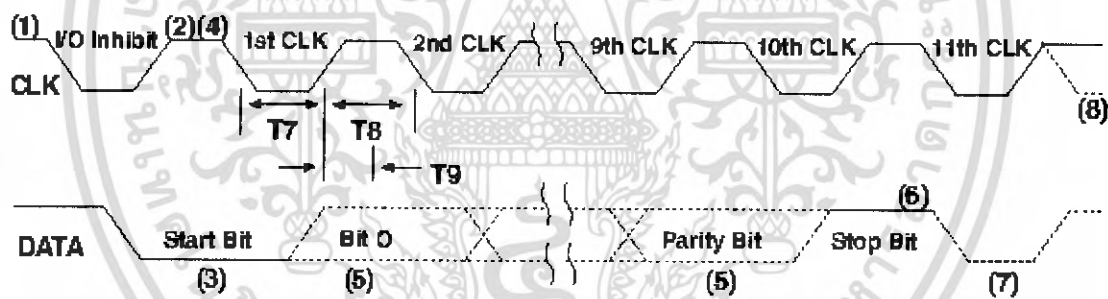 (1) I/O Inhibit (2)(4) 1st CLK 2nd CLK 9th CLK 10th CLK 11th CLK
CLK (8)
T7 T8
T9
(6)
DATA Start Bit Bit 0 Parity Bit Stop Bit
(3) (5) (5) (7)